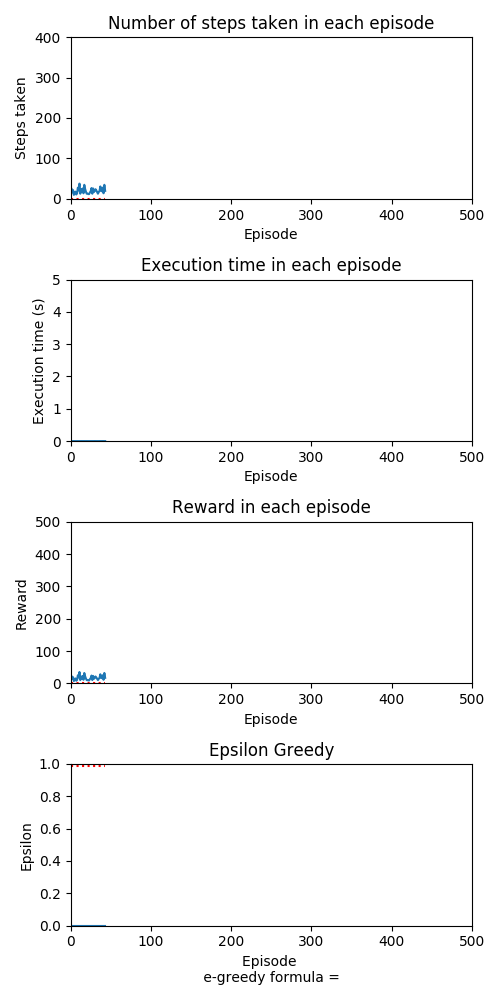 Number of steps taken in each episode
400
300
200
100
0
Steps taken
0 100 200 300 400 500
Episode
Execution time in each episode
5
4
3
2
1
0
Execution time (s)
0 100 200 300 400 500
Episode
Reward in each episode
500
400
300
200
100
0
Reward
0 100 200 300 400 500
Episode
Epsilon Greedy
1.0
0.8
0.6
0.4
0.2
0.0
Epsilon
0 100 200 300 400 500
Episode
e-greedy formula =